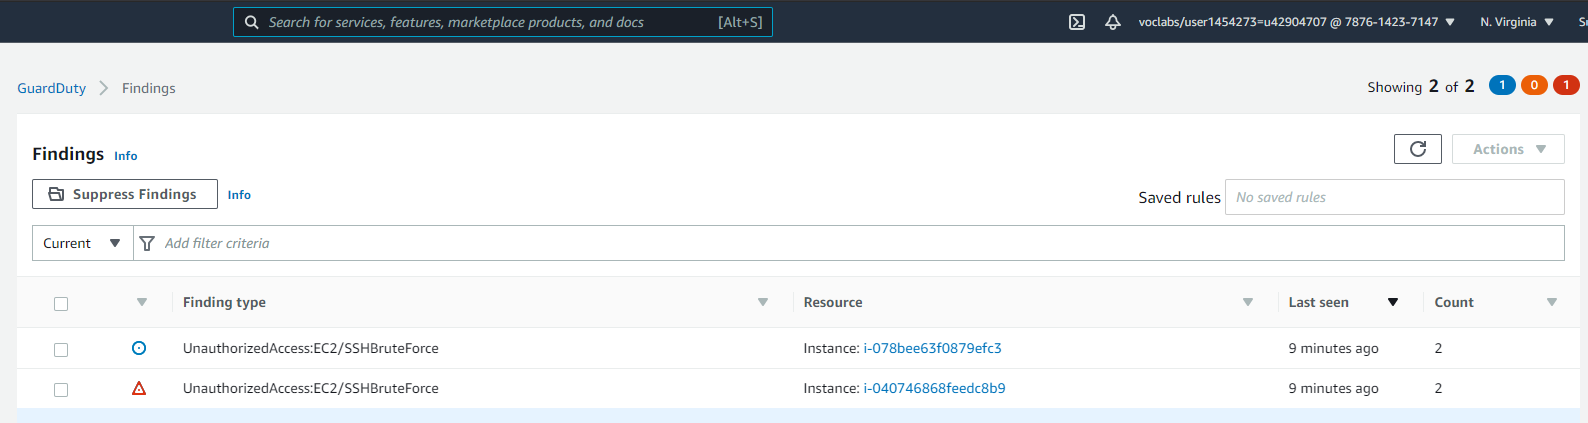 Search for services, features, marketplace products, and docs [Alt+S] voclabs/user1454273=u42904707 @ 7876-1423-7147 N. Virginia
GuardDuty Findings Showing 2 of 2 1 0 1
Findings Info Actions
Suppress Findings Info Saved rules No saved rules
Current Add filter criteria
Finding type Resource Last seen Count
UnauthorizedAccess:EC2/SSHBruteForce Instance: i-078bee63f0879efc3 9 minutes ago 2
UnauthorizedAccess:EC2/SSHBruteForce Instance: i-040746868feedc8b9 9 minutes ago 2